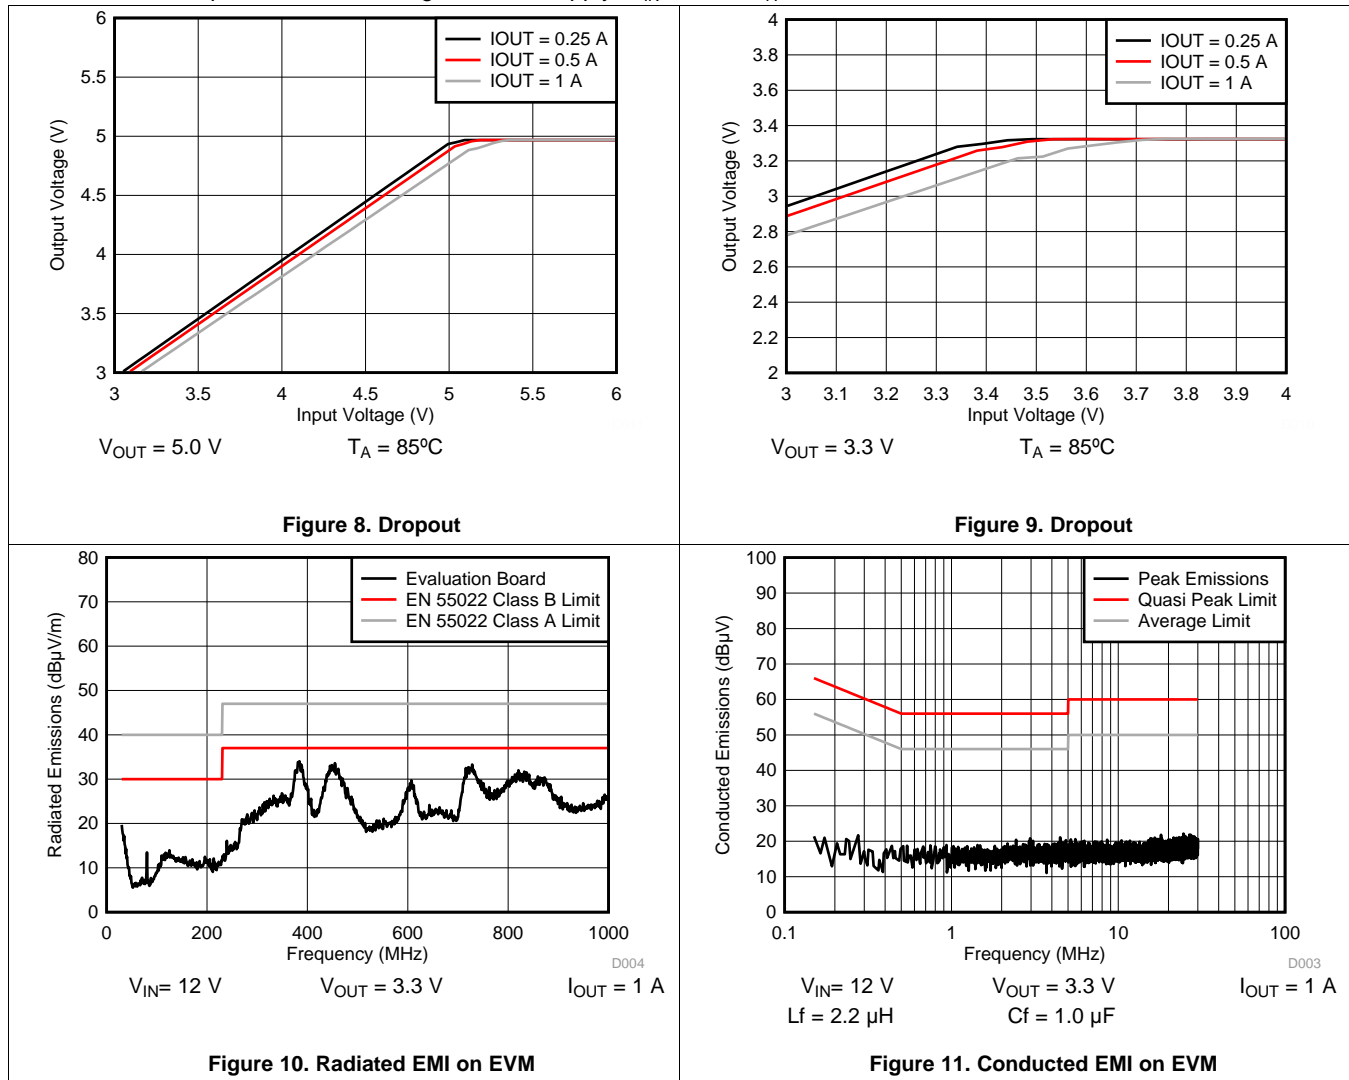 6
5.5
5
4.5
4
3.5
3
Output Voltage (V)
IOUT = 0.25 A
IOUT = 0.5 A
IOUT = 1 A
3 3.5 4 4.5 5 5.5 6
Input Voltage (V)
VOUT = 5.0 V TA = 85ºC
Figure 8. Dropout
4
3.8
3.6
3.4
3.2
3
2.8
2.6
2.4
2.2
2
Output Voltage (V)
IOUT = 0.25 A
IOUT = 0.5 A
IOUT = 1 A
3 3.1 3.2 3.3 3.4 3.5 3.6 3.7 3.8 3.9 4
Input Voltage (V)
VOUT = 3.3 V TA = 85ºC
Figure 9. Dropout
80
70
60
50
40
30
20
10
0
Radiated Emissions (dBµV/m)
Evaluation Board
EN 55022 Class B Limit
EN 55022 Class A Limit
0 200 400 600 800 1000
Frequency (MHz)
D004
VIN= 12 V VOUT = 3.3 V IOUT = 1 A
Figure 10. Radiated EMI on EVM
100
90
80
70
60
50
40
30
20
10
0
Conducted Emissions (dBµV)
Peak Emissions
Quasi Peak Limit
Average Limit
0.1 1 10 100
Frequency (MHz)
D003
VIN= 12 V VOUT = 3.3 V IOUT = 1 A
Lf = 2.2 µH Cf = 1.0 µF
Figure 11. Conducted EMI on EVM